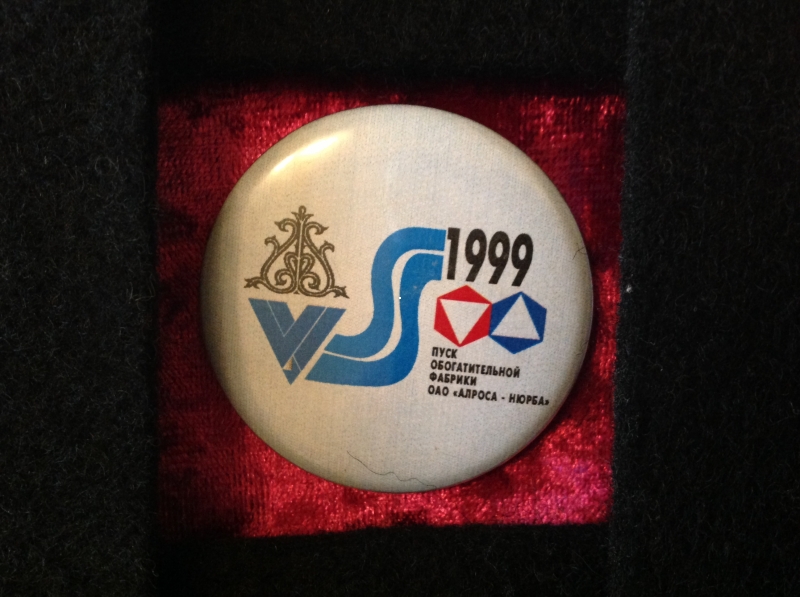 1999
ПУСК
ОБОГАТИТЕЛЬНОЙ
ФАБРИКИ
ОАО «АЛРОСА - НЮРБА»